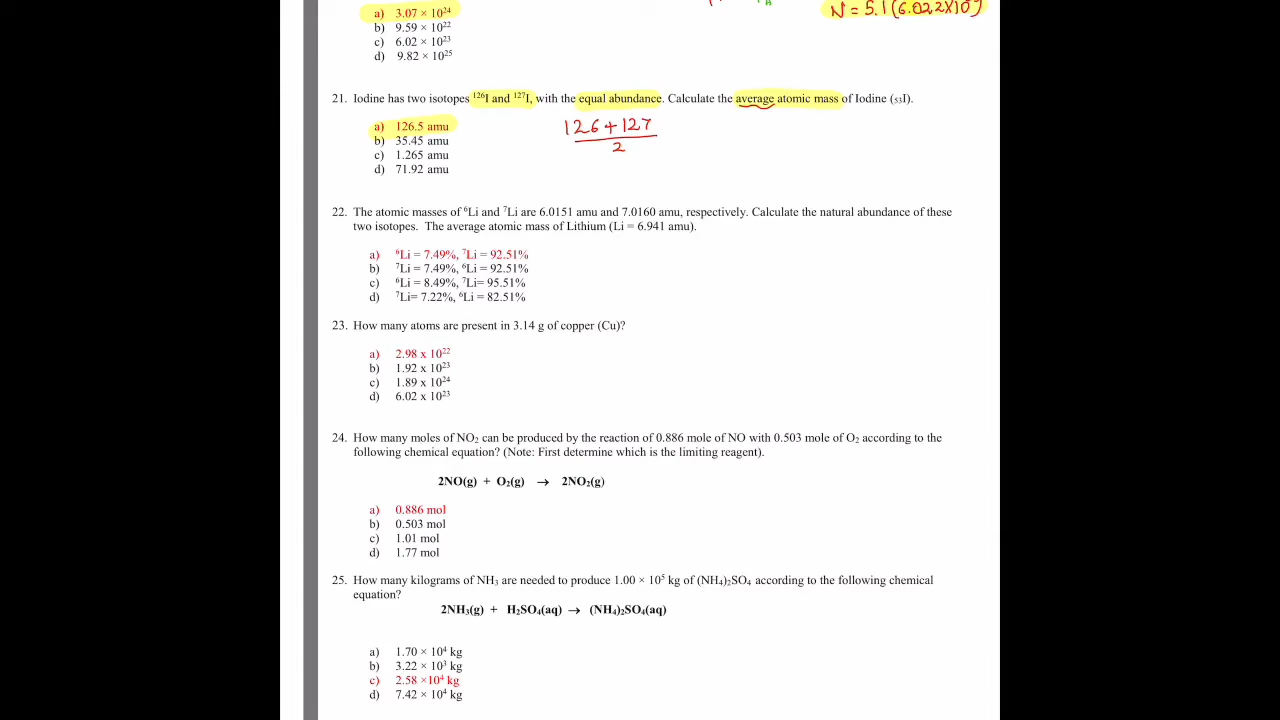 a) 3.07 × 10²⁴
N = 5.1(6.022×10
b) 9.59 × 10²²
c) 6.02 × 10²³
d) 9.82 × 10²⁵
21. Iodine has two isotopes ¹²⁶I and ¹²⁷I, with the equal abundance. Calculate the average atomic mass of Iodine (₅₃I).
a) 126.5 amu
126+127
2
b) 35.45 amu
c) 1.265 amu
d) 71.92 amu
22. The atomic masses of ⁶Li and ⁷Li are 6.0151 amu and 7.0160 amu, respectively. Calculate the natural abundance of these
two isotopes. The average atomic mass of Lithium (Li = 6.941 amu).
a) ⁶Li = 7.49%, ⁷Li = 92.51%
b) ⁷Li = 7.49%, ⁶Li = 92.51%
c) ⁶Li = 8.49%, ⁷Li= 95.51%
d) ⁷Li= 7.22%, ⁶Li = 82.51%
23. How many atoms are present in 3.14 g of copper (Cu)?
a) 2.98 x 10²²
b) 1.92 x 10²³
c) 1.89 x 10²⁴
d) 6.02 x 10²³
24. How many moles of NO₂ can be produced by the reaction of 0.886 mole of NO with 0.503 mole of O₂ according to the
following chemical equation? (Note: First determine which is the limiting reagent).
2NO(g) + O₂(g) → 2NO₂(g)
a) 0.886 mol
b) 0.503 mol
c) 1.01 mol
d) 1.77 mol
25. How many kilograms of NH₃ are needed to produce 1.00 × 10⁵ kg of (NH₄)₂SO₄ according to the following chemical
equation?
2NH₃(g) + H₂SO₄(aq) → (NH₄)₂SO₄(aq)
a) 1.70 × 10⁴ kg
b) 3.22 × 10³ kg
c) 2.58 ×10⁴ kg
d) 7.42 × 10⁴ kg